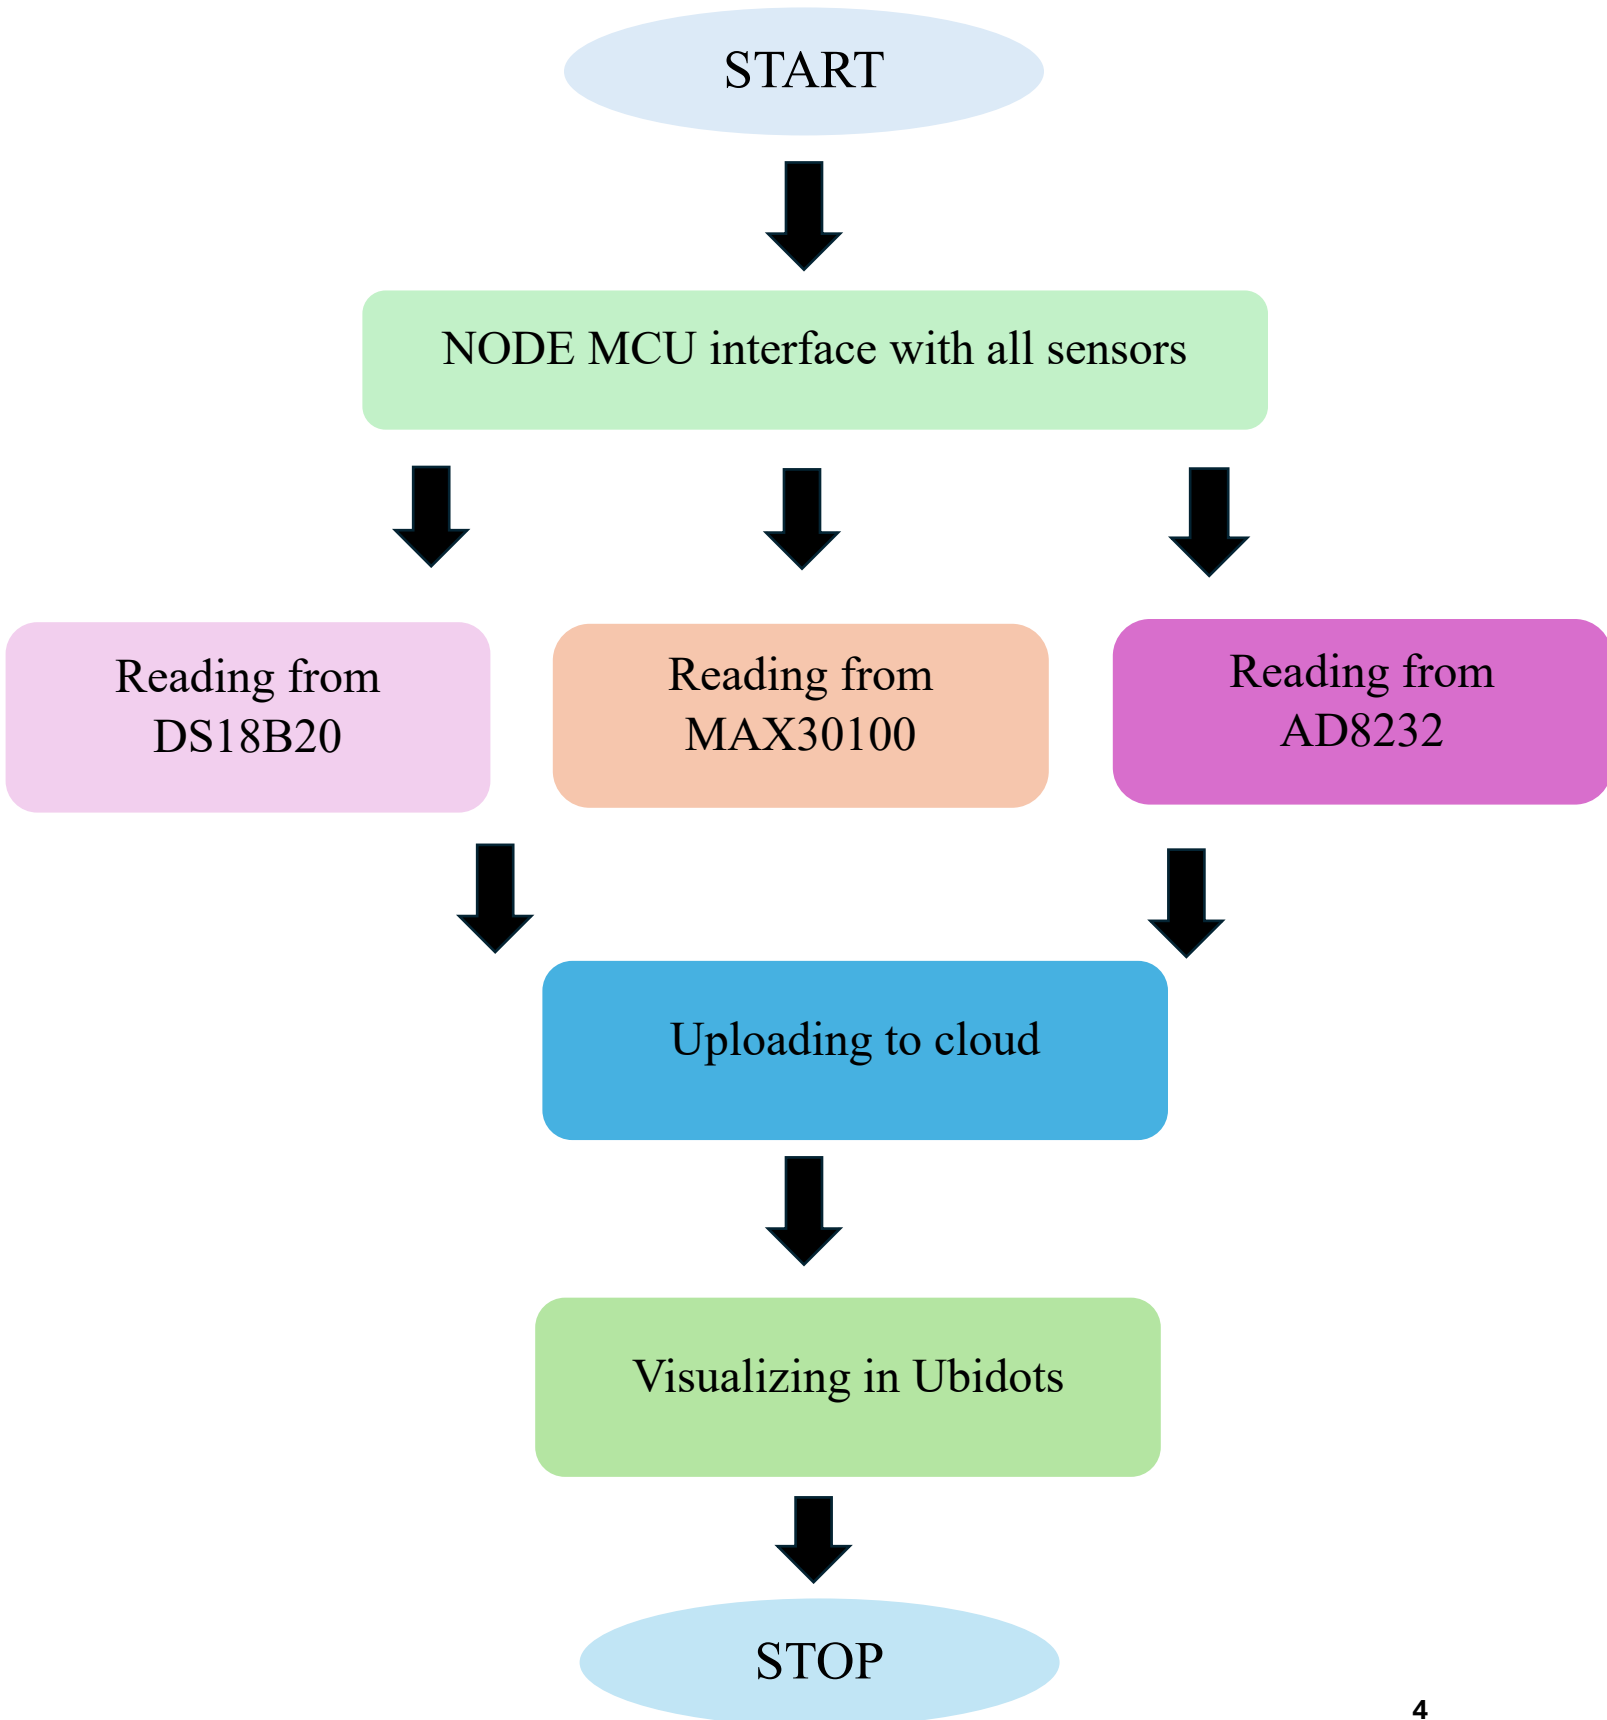 START
NODE MCU interface with all sensors
Reading from
DS18B20
Reading from
MAX30100
Reading from
AD8232
Uploading to cloud
Visualizing in Ubidots
STOP
4